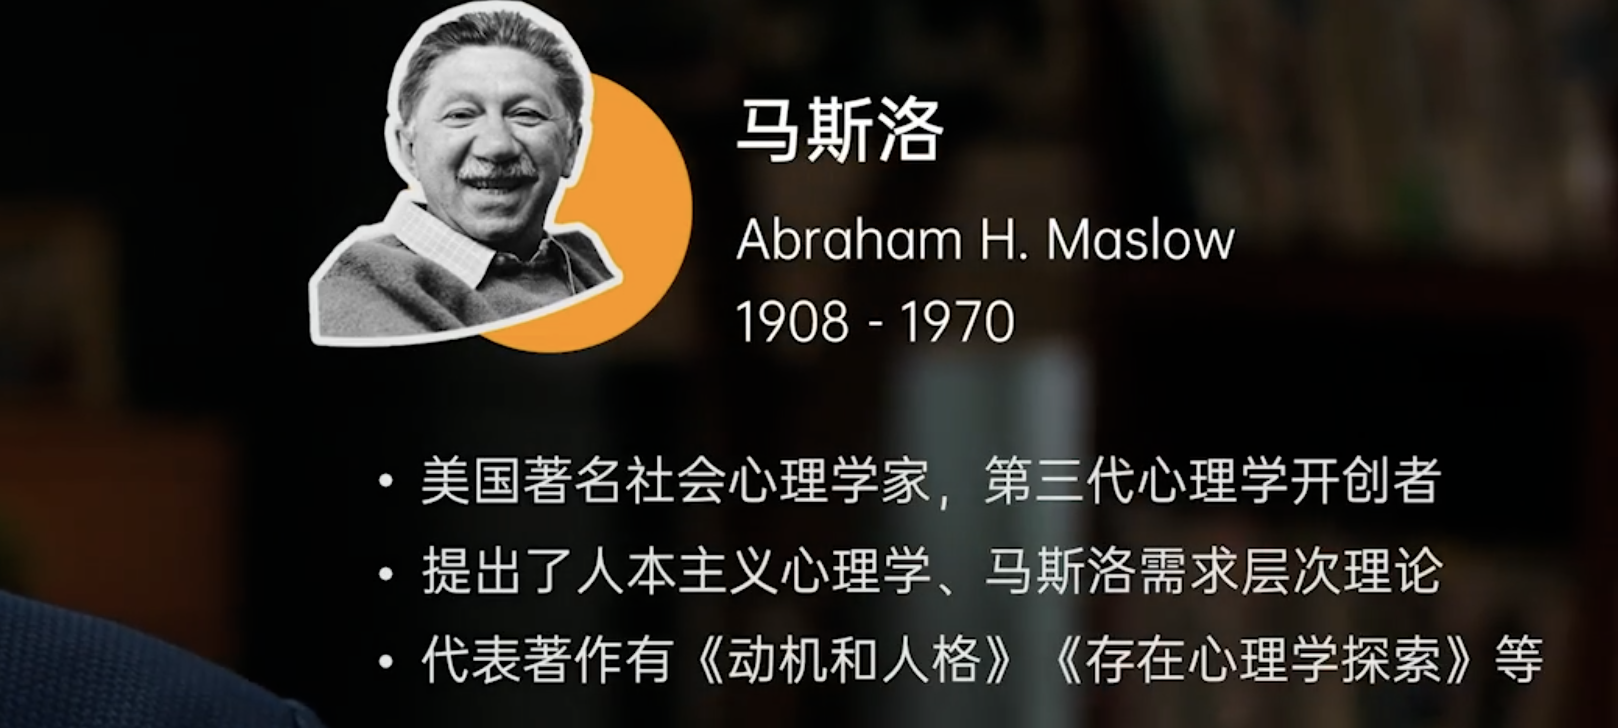 马斯洛
Abraham H. Maslow
1908 - 1970
• 美国著名社会心理学家，第三代心理学开创者
• 提出了人本主义心理学、马斯洛需求层次理论
• 代表著作有《动机和人格》《存在心理学探索》等